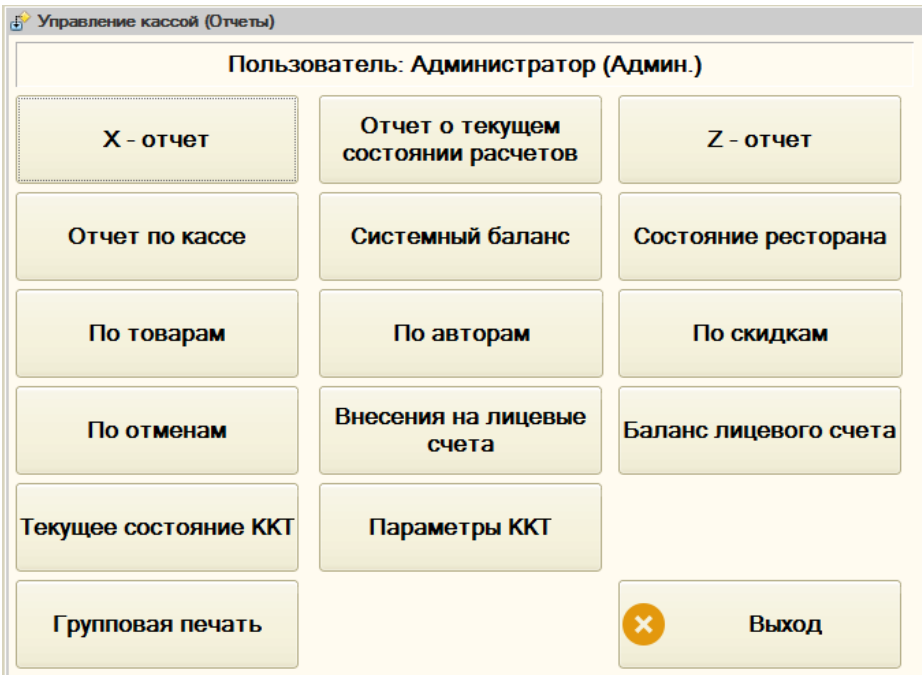 Управление кассой (Отчеты)
Пользователь: Администратор (Админ.)
X - отчет
Отчет о текущем
состоянии расчетов
Z - отчет
Отчет по кассе
Системный баланс
Состояние ресторана
По товарам
По авторам
По скидкам
По отменам
Внесения на лицевые
счета
Баланс лицевого счета
Текущее состояние ККТ
Параметры ККТ
Групповая печать
Выход